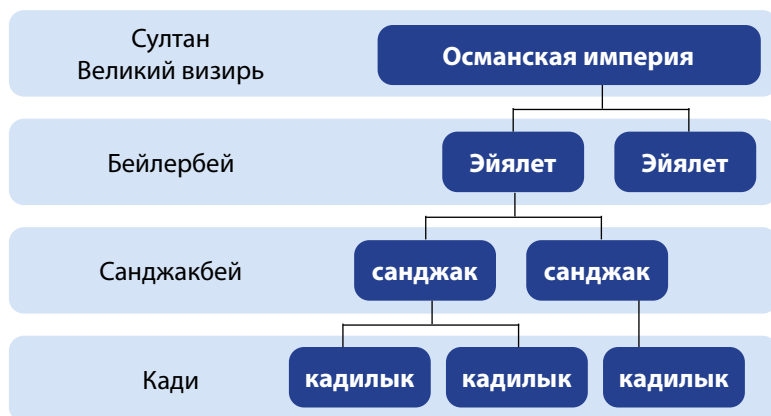 Султан
Великий визирь
Османская империя
Бейлербей
Эйялет
Эйялет
Санджакбей
санджак
санджак
Кади
кадилык
кадилык
кадилык